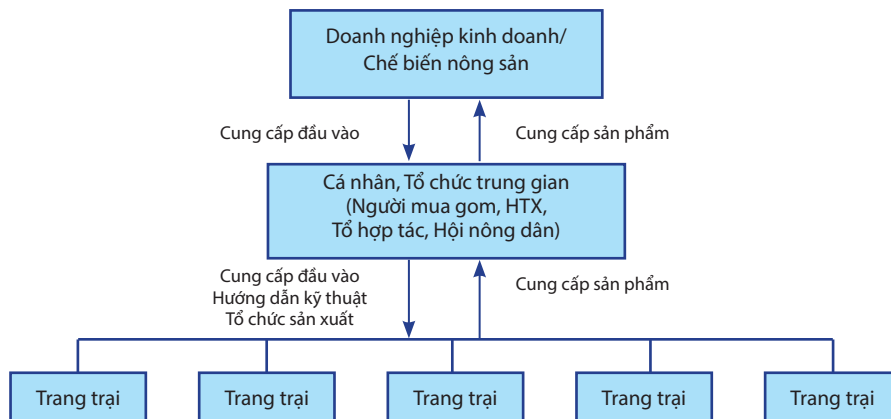 Doanh nghiệp kinh doanh/
Chế biến nông sản
Cung cấp đầu vào
Cung cấp sản phẩm
Cá nhân, Tổ chức trung gian
(Người mua gom, HTX,
Tổ hợp tác, Hội nông dân)
Cung cấp đầu vào
Hướng dẫn kỹ thuật
Tổ chức sản xuất
Cung cấp sản phẩm
Trang trại
Trang trại
Trang trại
Trang trại
Trang trại